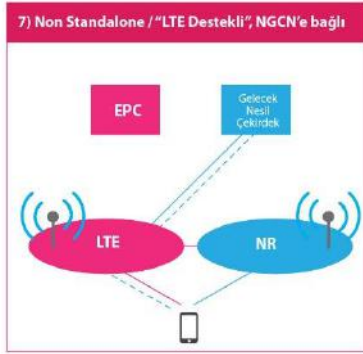 7) Non Standalone / "LTE Destekli", NGCN'e bağlı
EPC
Gelecek
Nesil
Çekirdek
LTE
NR